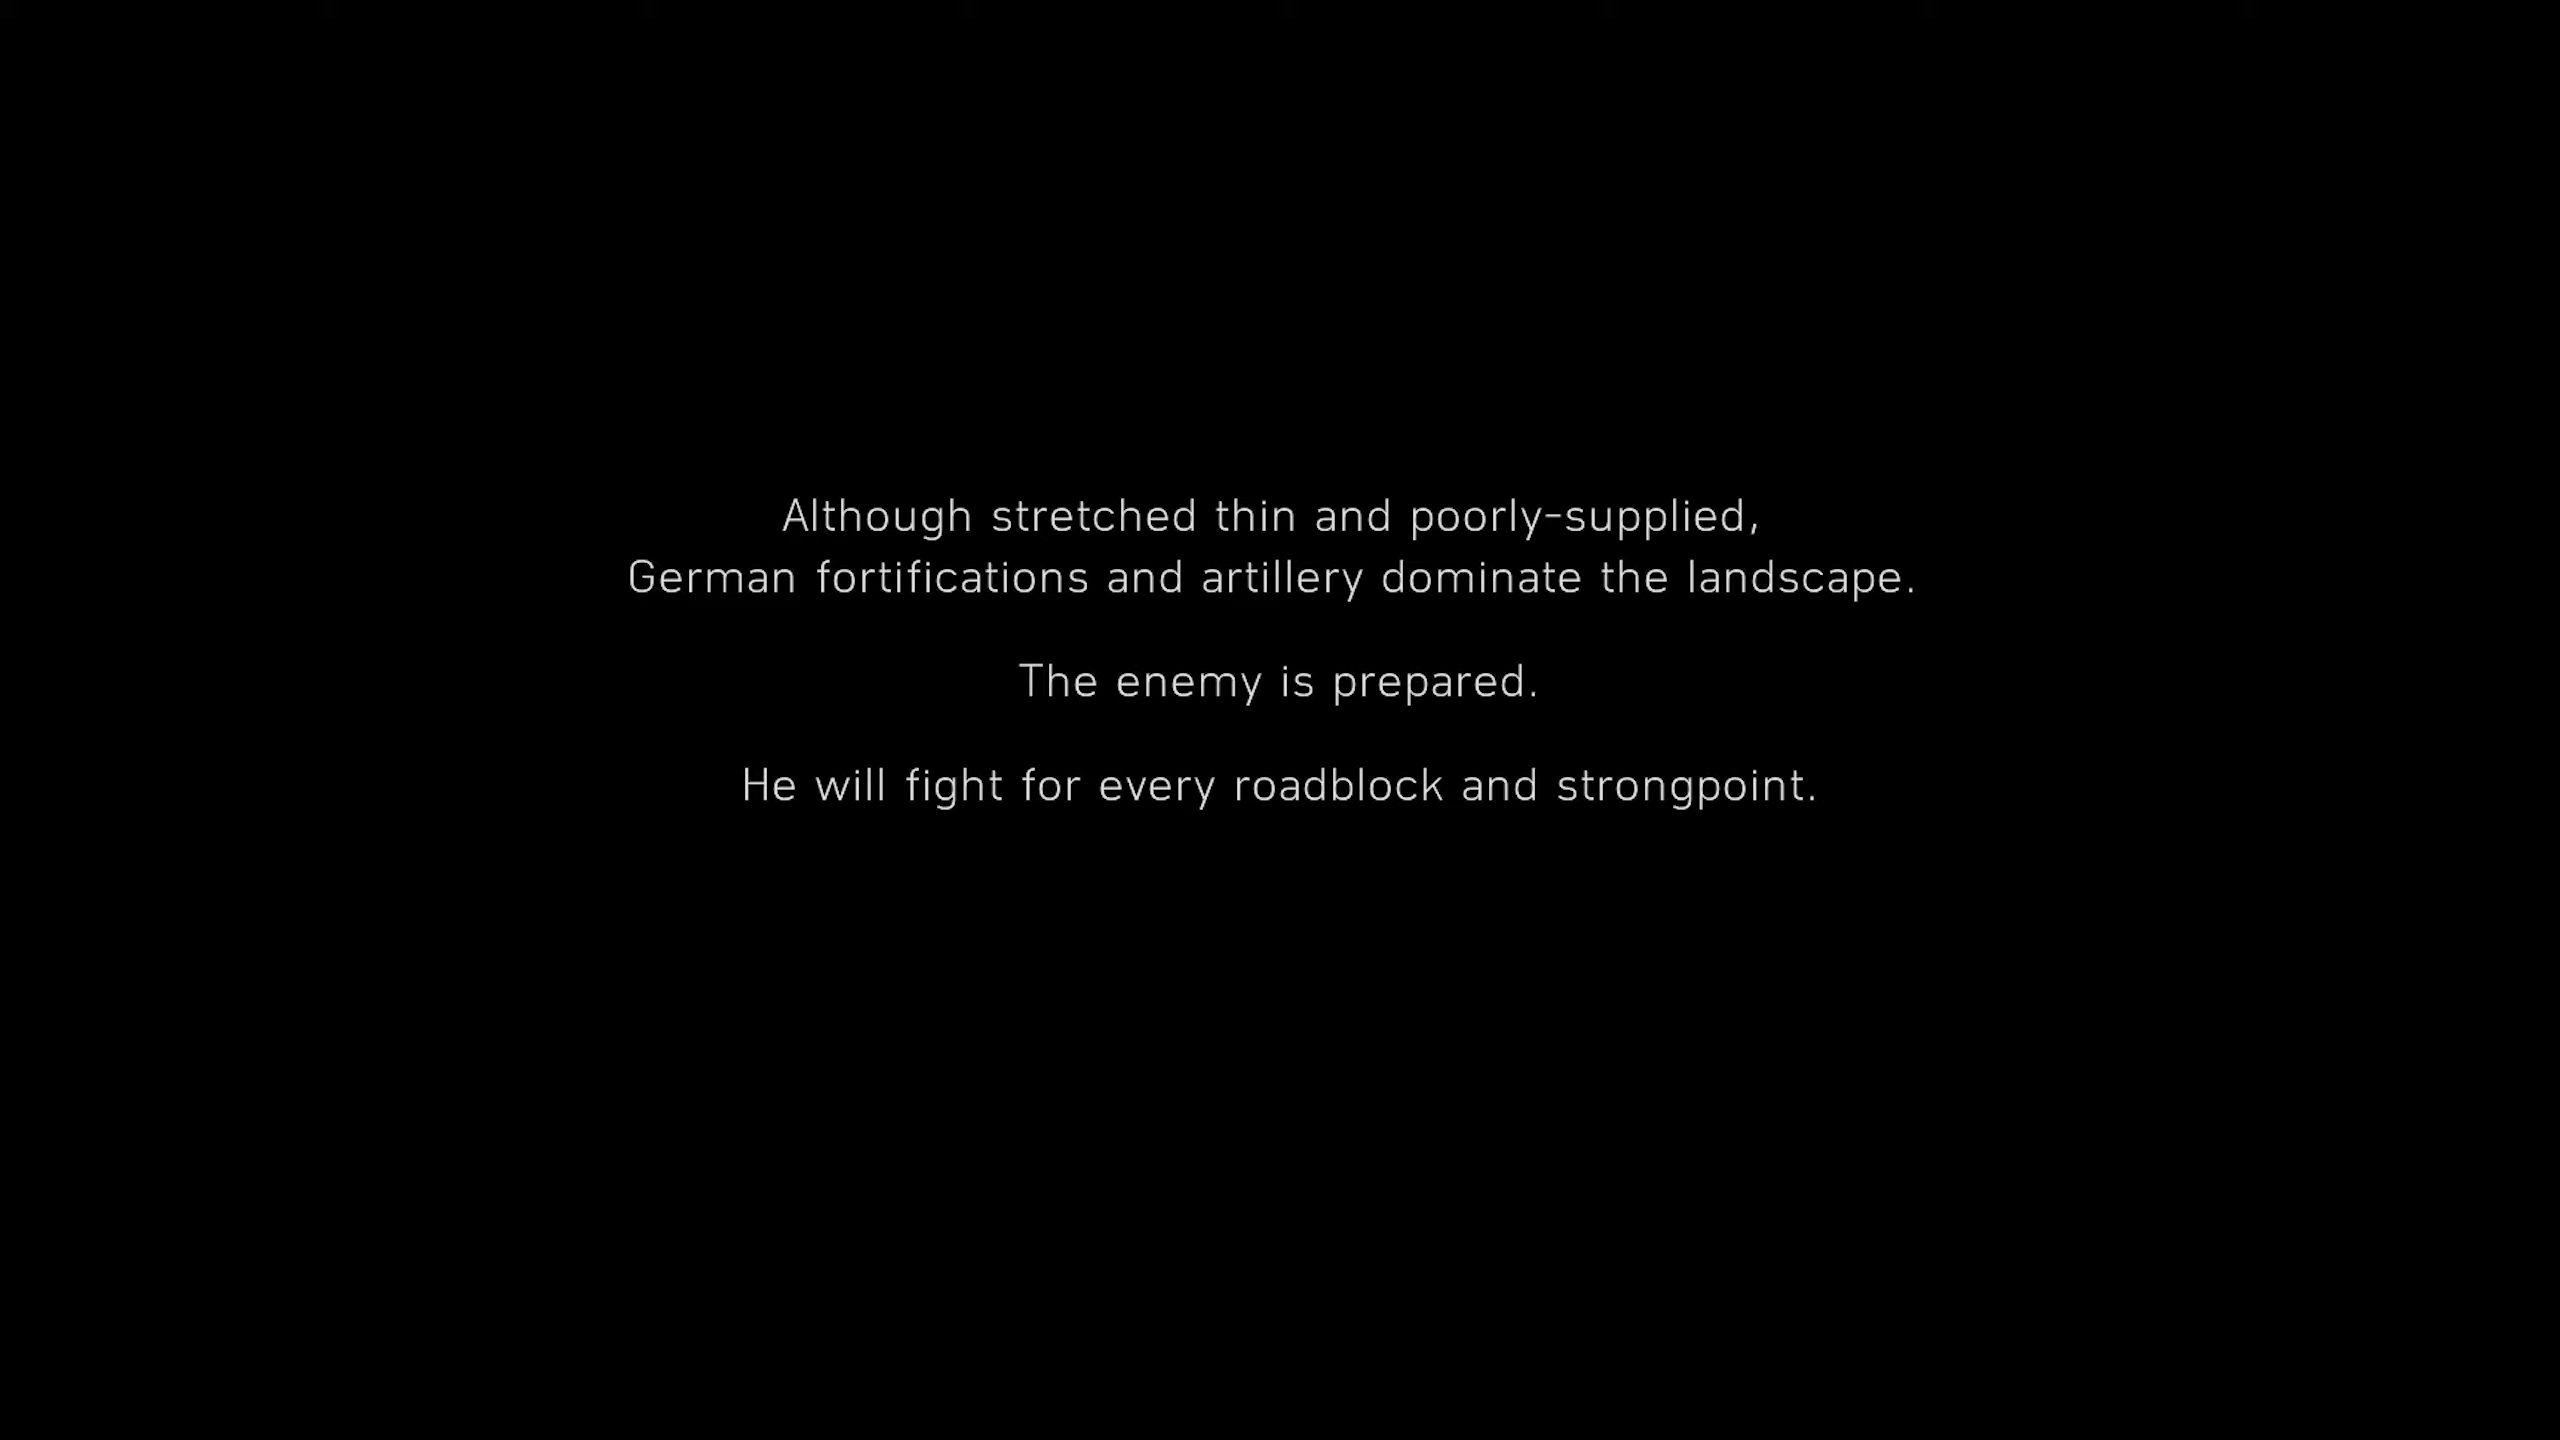 Although stretched thin and poorly-supplied,
German fortifications and artillery dominate the landscape.
The enemy is prepared.
He will fight for every roadblock and strongpoint.